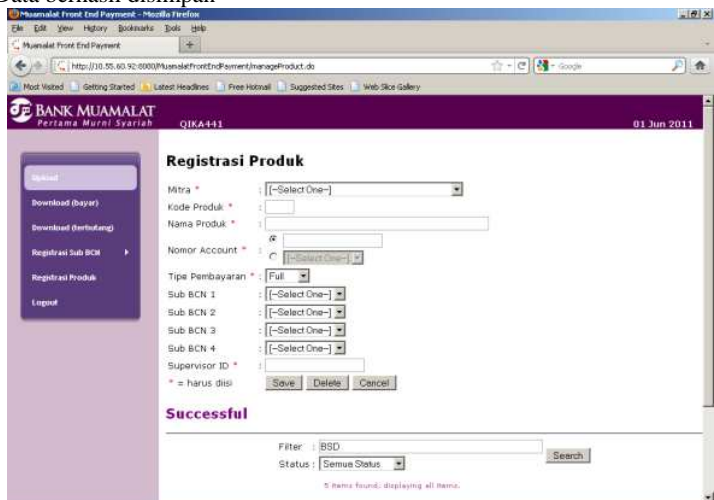 Data berhasil disimpan
Muamalat Front End Payment - Mozilla Firefox
File Edit View History Bookmarks Tools Help
Muamalat Front End Payment
http://10.55.60.92:8080/MuamalatFrontEndPayment/manageProduct.do
Google
Most Visited Getting Started Latest Headlines Free Hotmail Suggested Sites Web Slice Gallery
BANK MUAMALAT
Pertama Murni Syariah
QIKA441
01 Jun 2011
Upload
Download (bayar)
Download (terhutang)
Registrasi Sub BCN
Registrasi Produk
Logout
Registrasi Produk
Mitra * : [--Select One--]
Kode Produk * :
Nama Produk * :
Nomor Account * :
[--Select One--]
Tipe Pembayaran * : Full
Sub BCN 1 : [--Select One--]
Sub BCN 2 : [--Select One--]
Sub BCN 3 : [--Select One--]
Sub BCN 4 : [--Select One--]
Supervisor ID * :
* = harus diisi Save Delete Cancel
Successful
Filter : BSD
Status : Semua Status Search
5 items found, displaying all items.